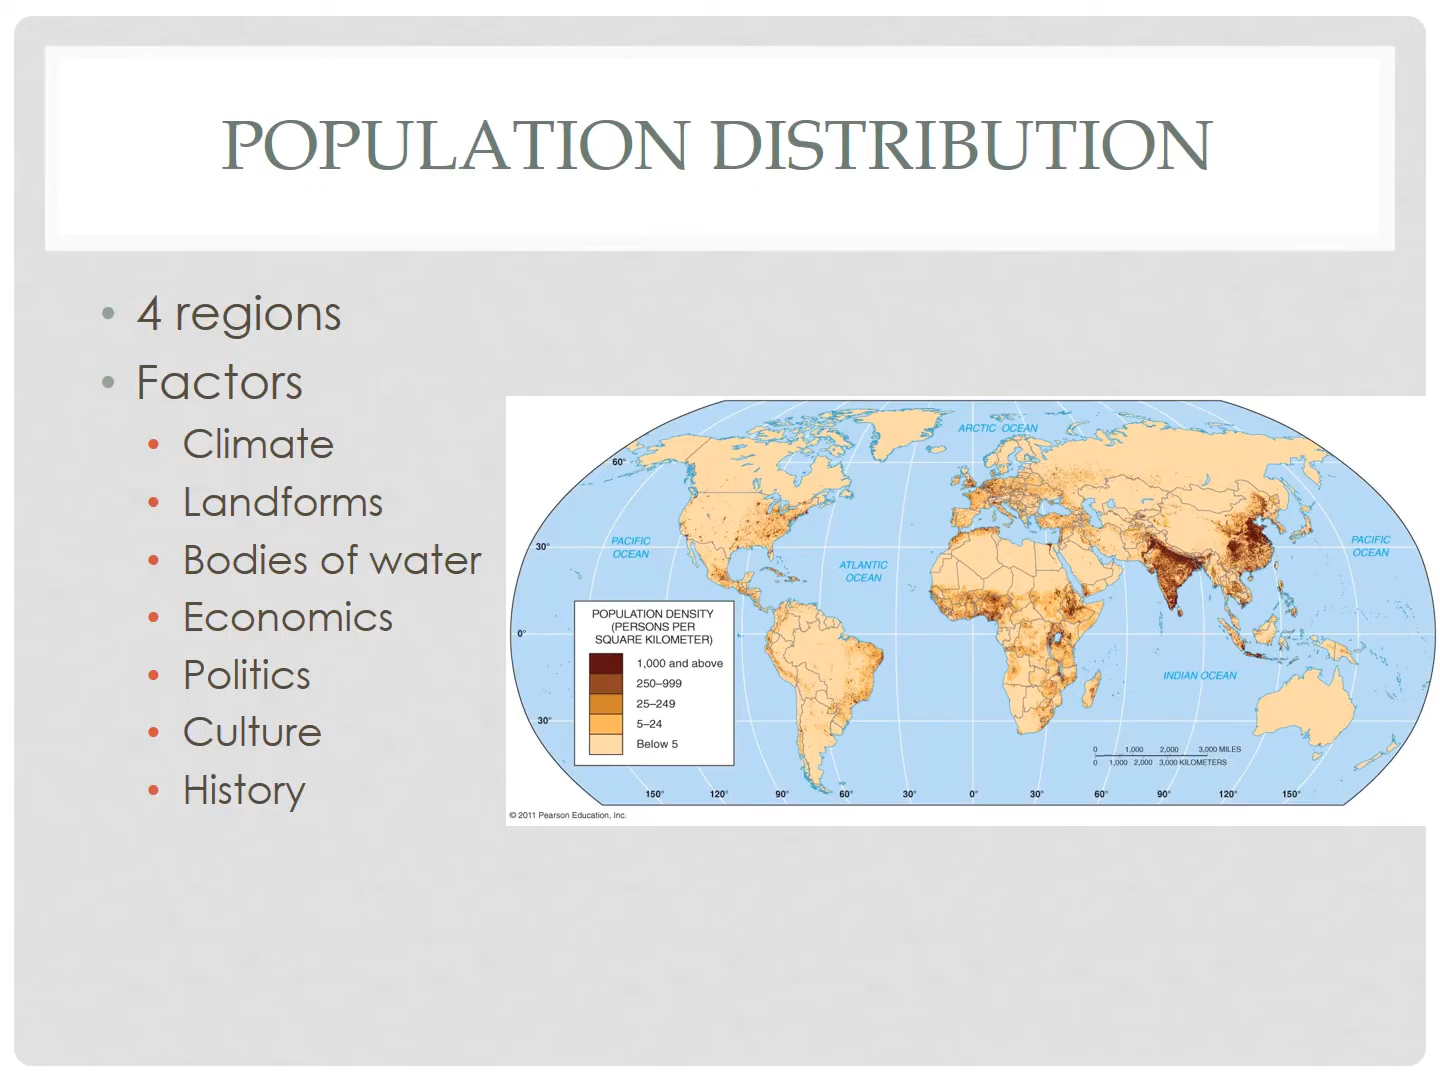 POPULATION DISTRIBUTION
• 4 regions
• Factors
• Climate
• Landforms
• Bodies of water
• Economics
• Politics
• Culture
• History
ARCTIC OCEAN
60°
PACIFIC
OCEAN
30°
ATLANTIC
OCEAN
PACIFIC
OCEAN
POPULATION DENSITY
(PERSONS PER
SQUARE KILOMETER)
1,000 and above
250–999
25–249
5–24
Below 5
0°
INDIAN OCEAN
30°
0 1,000 2,000 3,000 MILES
0 1,000 2,000 3,000 KILOMETERS
150° 120° 90° 60° 30° 0° 30° 60° 90° 120° 150°
© 2011 Pearson Education, Inc.